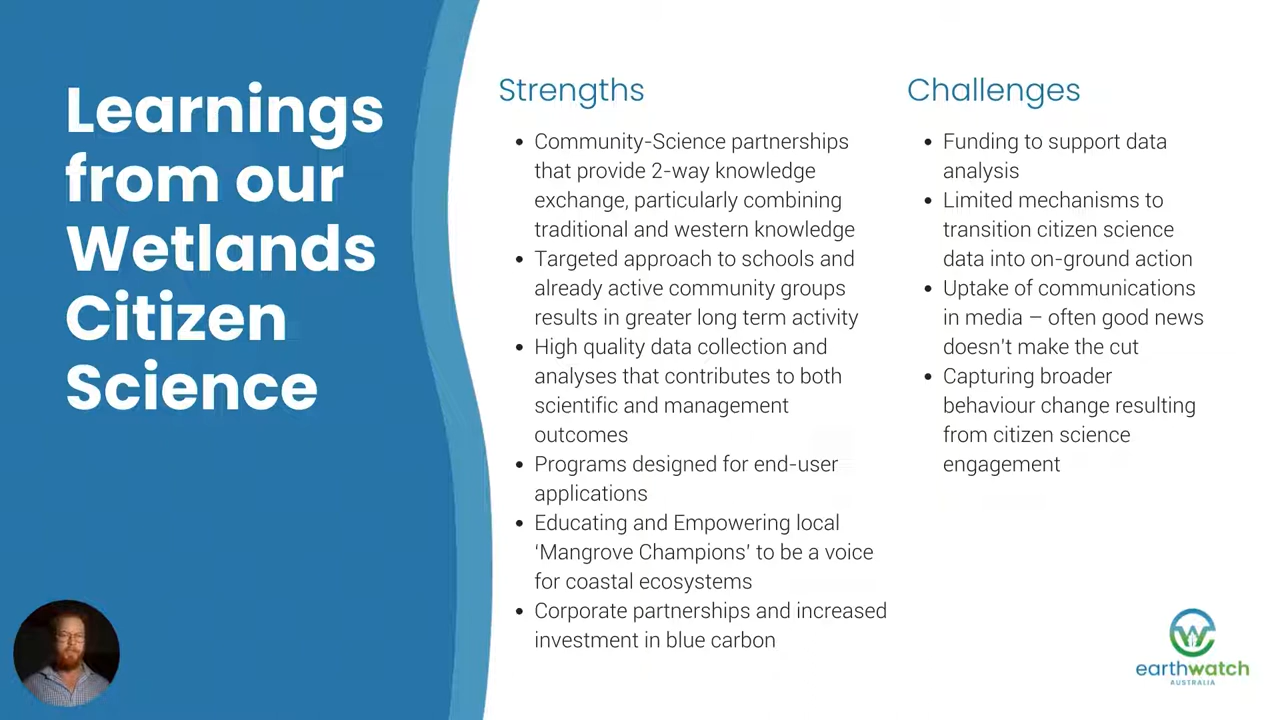 Learnings
from our
Wetlands
Citizen
Science
Strengths
• Community-Science partnerships
that provide 2-way knowledge
exchange, particularly combining
traditional and western knowledge
• Targeted approach to schools and
already active community groups
results in greater long term activity
• High quality data collection and
analyses that contributes to both
scientific and management
outcomes
• Programs designed for end-user
applications
• Educating and Empowering local
‘Mangrove Champions’ to be a voice
for coastal ecosystems
• Corporate partnerships and increased
investment in blue carbon
Challenges
• Funding to support data
analysis
• Limited mechanisms to
transition citizen science
data into on-ground action
• Uptake of communications
in media – often good news
doesn't make the cut
• Capturing broader
behaviour change resulting
from citizen science
engagement
earthwatch
AUSTRALIA